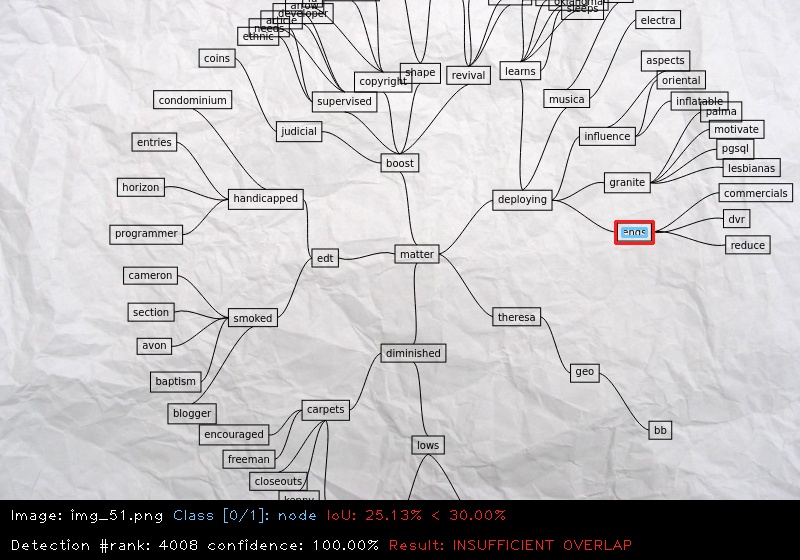 arrow
developer
article
needs
ethnic
oklahoma
sleeps
electra
coins
copyright
shape
revival
learns
aspects
oriental
condominium
supervised
musica
inflatable
palma
judicial
influence
motivate
entries
boost
pgsql
lesbianas
horizon
handicapped
deploying
granite
commercials
programmer
dvr
engs
edt
matter
reduce
cameron
section
smoked
theresa
avon
diminished
baptism
geo
blogger
carpets
encouraged
lows
bb
freeman
closeouts
kenny
Image: img_51.png Class [0/1]: node IoU: 25.13% < 30.00%
Detection #rank: 4008 confidence: 100.00% Result: INSUFFICIENT OVERLAP